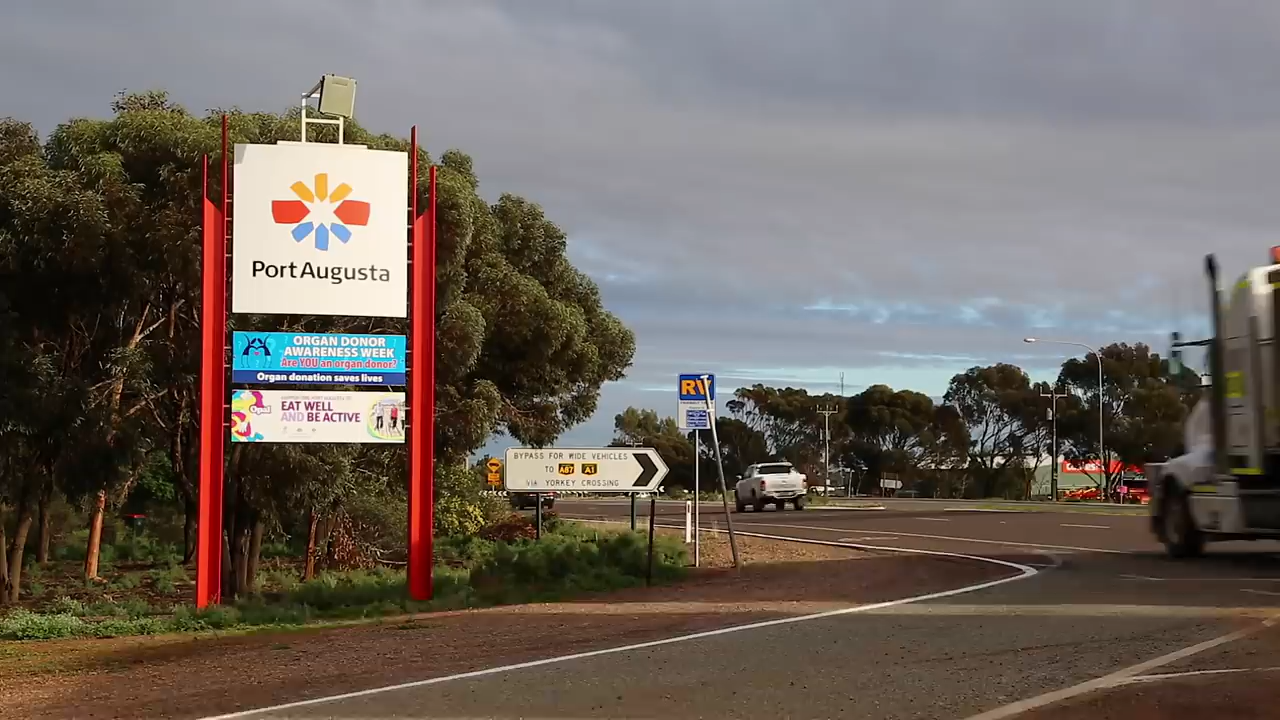 Port Augusta
ORGAN DONOR
AWARENESS WEEK
Are YOU an organ donor?
Organ donation saves lives
Opal
EAT WELL
AND BE ACTIVE
RV
BYPASS FOR WIDE VEHICLES
TO A87 A1
VIA YORKEY CROSSING